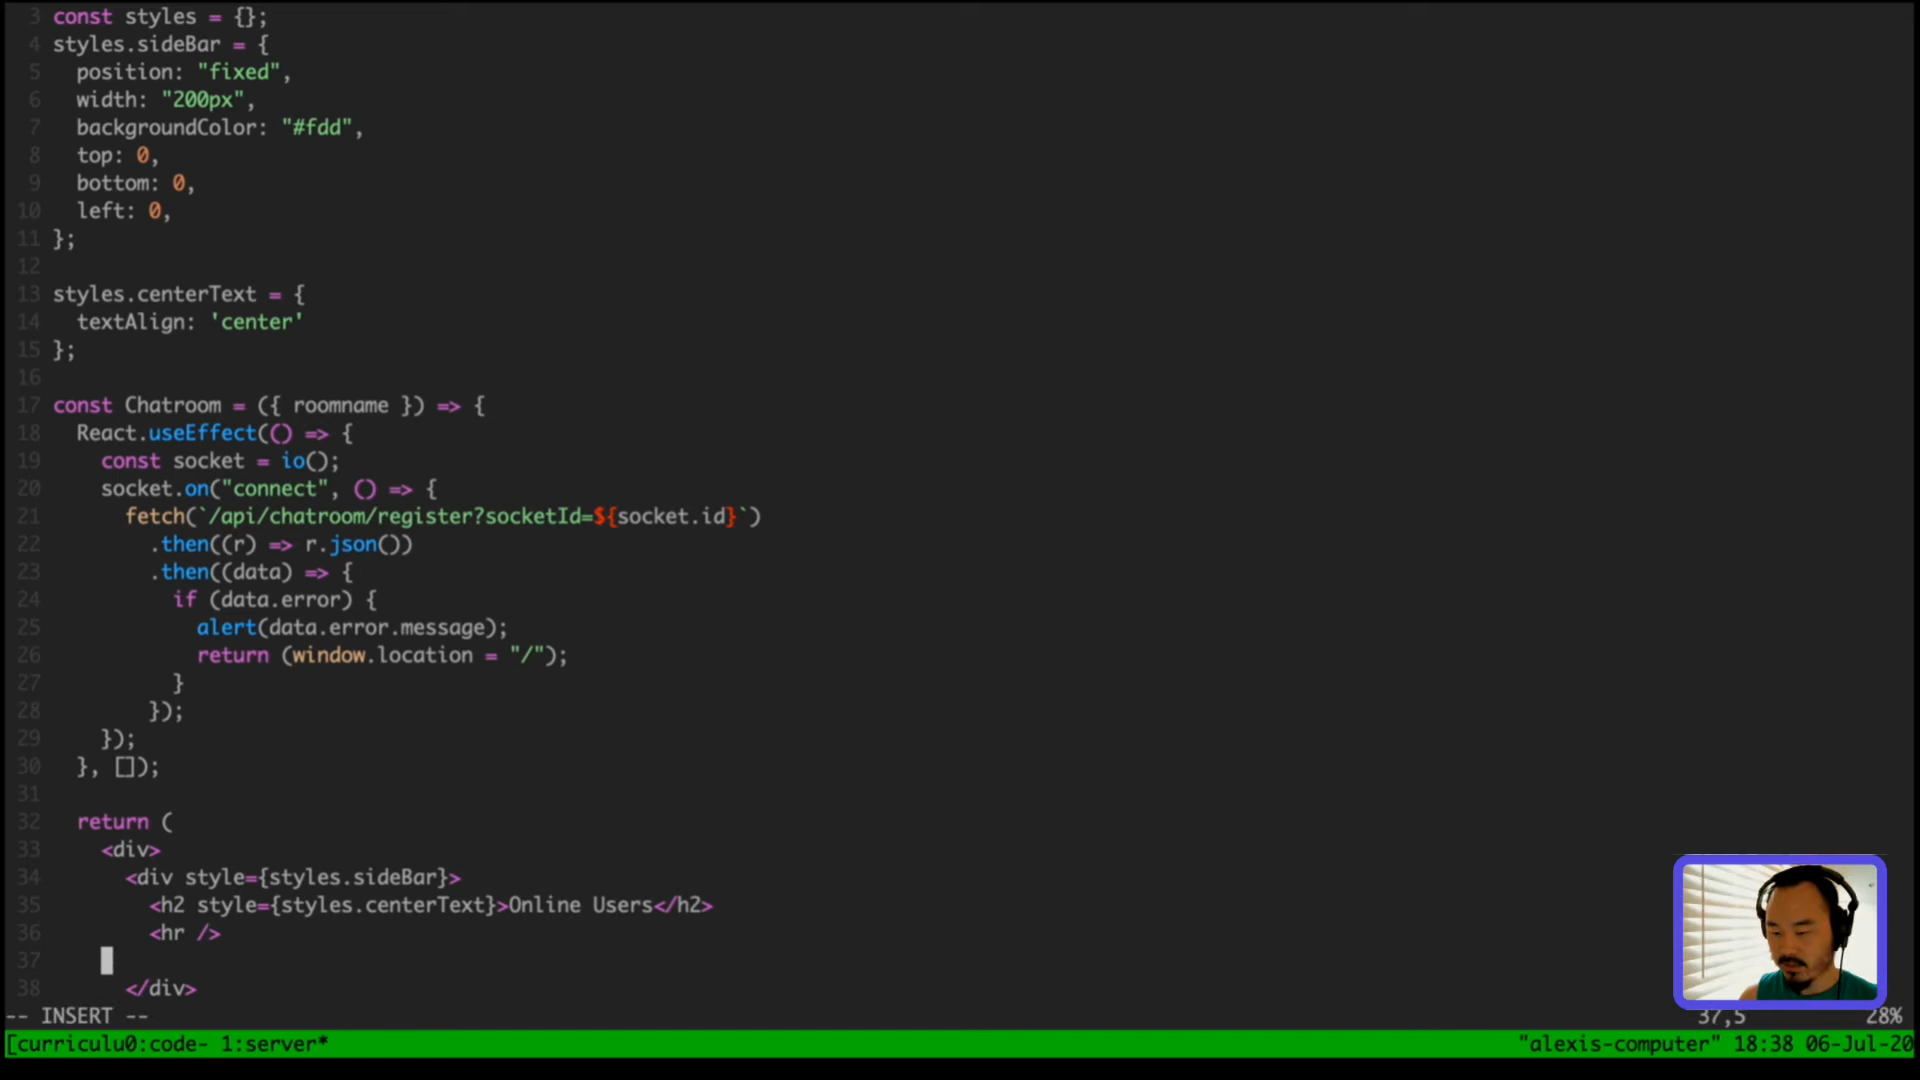 3 const styles = {};
4 styles.sideBar = {
5 position: "fixed",
6 width: "200px",
7 backgroundColor: "#fdd",
8 top: 0,
9 bottom: 0,
10 left: 0,
11 };
12
13 styles.centerText = {
14 textAlign: 'center'
15 };
16
17 const Chatroom = ({ roomname }) => {
18 React.useEffect(() => {
19 const socket = io();
20 socket.on("connect", () => {
21 fetch(`/api/chatroom/register?socketId=${socket.id}`)
22 .then((r) => r.json())
23 .then((data) => {
24 if (data.error) {
25 alert(data.error.message);
26 return (window.location = "/");
27 }
28 });
29 });
30 }, []);
31
32 return (
33 <div>
34 <div style={styles.sideBar}>
35 <h2 style={styles.centerText}>Online Users</h2>
36 <hr />
37
38 </div>
-- INSERT -- 37,5 28%
[curriculu0:code- 1:server* "alexis-computer" 18:38 06-Jul-20